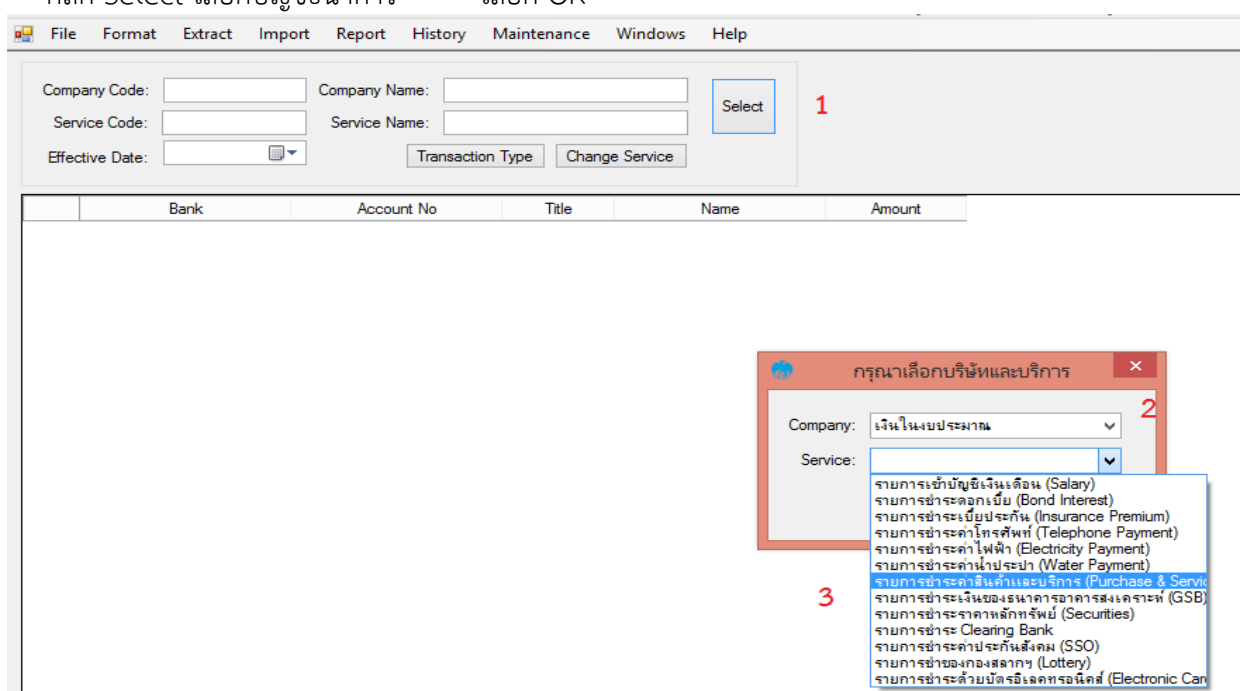 Select OK
File Format Extract Import Report History Maintenance Windows Help
Company Code: Company Name:
Select 1
Service Code: Service Name:
Effective Date: Transaction Type Change Service
Bank Account No Title Name Amount
กรุณาเลือกบริษัทและบริการ
2
Company: เงินในงบประมาณ
Service:
รายการเข้าบัญชีเงินเดือน (Salary)
รายการชำระดอกเบี้ย (Bond Interest)
รายการชำระเบี้ยประกัน (Insurance Premium)
รายการชำระค่าโทรศัพท์ (Telephone Payment)
รายการชำระค่าไฟฟ้า (Electricity Payment)
รายการชำระค่าน้ำประปา (Water Payment)
รายการชำระค่าสินค้าและบริการ (Purchase & Servic
3
รายการชำระเงินของธนาคารอาคารสงเคราะห์ (GSB)
รายการชำระราคาหลักทรัพย์ (Securities)
รายการชำระ Clearing Bank
รายการชำระค่าประกันสังคม (SSO)
รายการชำของกองสลากฯ (Lottery)
รายการชำระด้วยบัตรอิเลคทรอนิคส์ (Electronic Car